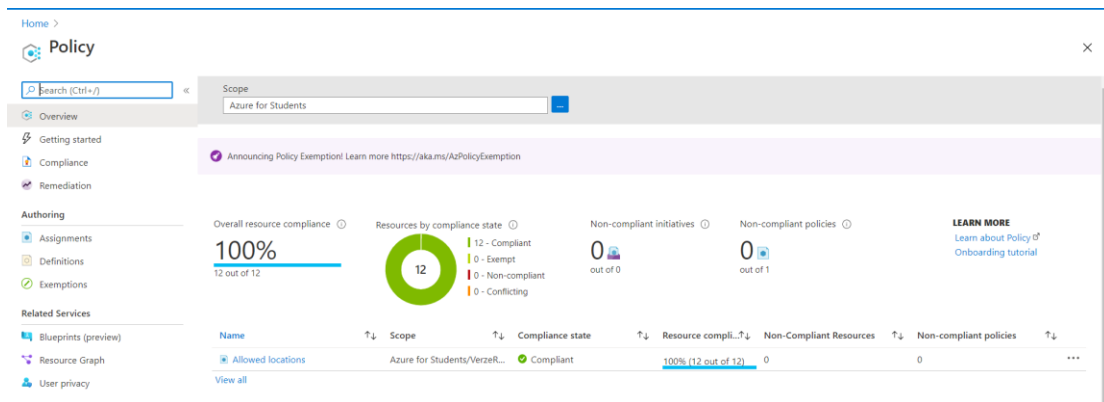 Home >
Policy
Search (Ctrl+/)
Overview
Getting started
Compliance
Remediation
Authoring
Assignments
Definitions
Exemptions
Related Services
Blueprints (preview)
Resource Graph
User privacy
Scope
Azure for Students
Announcing Policy Exemption! Learn more https://aka.ms/AzPolicyExemption
Overall resource compliance
100%
12 out of 12
Resources by compliance state
12
12 - Compliant
0 - Exempt
0 - Non-compliant
0 - Conflicting
Non-compliant initiatives
0
out of 0
Non-compliant policies
0
out of 1
LEARN MORE
Learn about Policy
Onboarding tutorial
Name Scope Compliance state Resource compli... Non-Compliant Resources Non-compliant policies
Allowed locations Azure for Students/VerzeR... Compliant 100% (12 out of 12) 0 0
View all